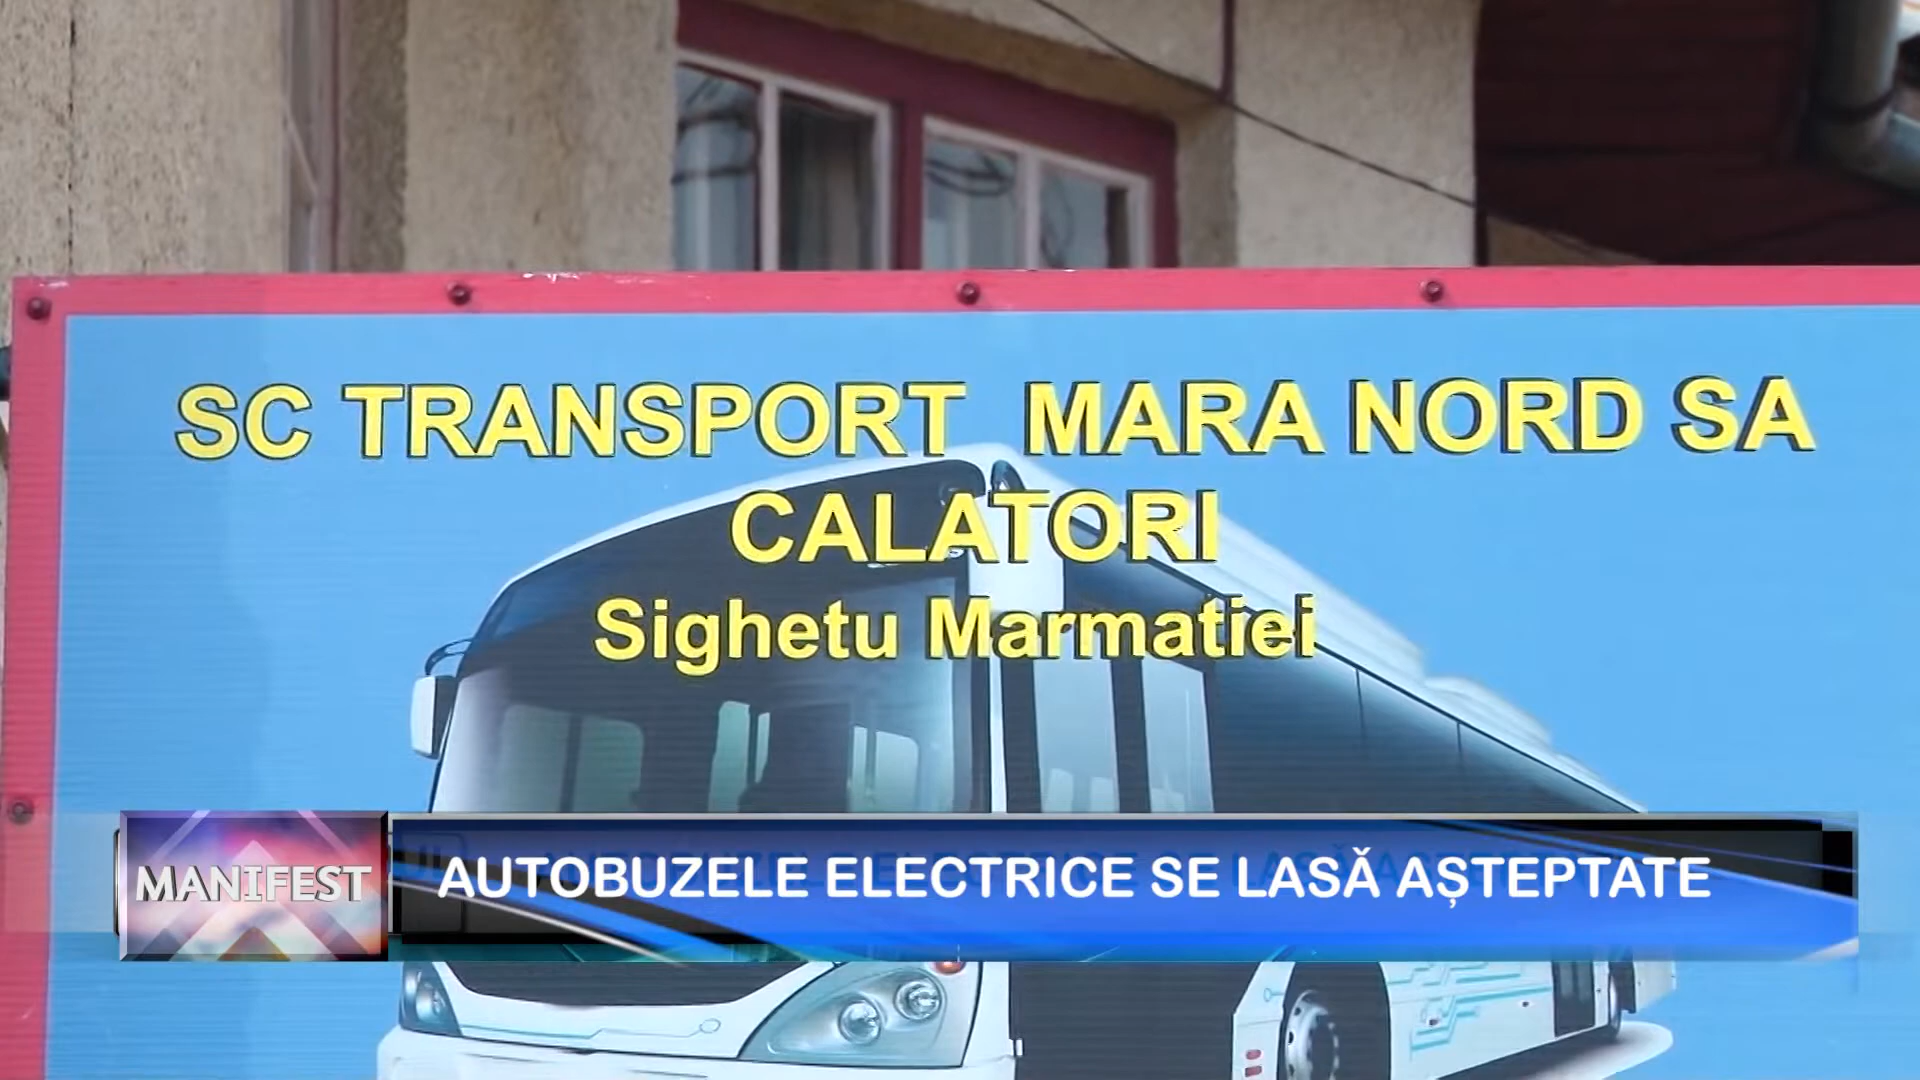 SC TRANSPORT MARA NORD SA
CALATORI
Sighetu Marmatiei
MANIFEST
AUTOBUZELE ELECTRICE SE LASĂ AȘTEPTATE